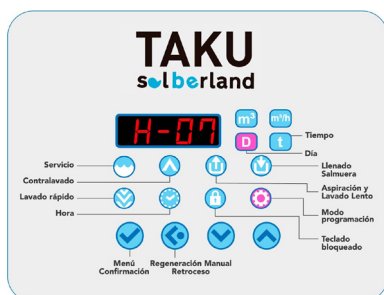 TAKU
solberland
H-07
m³
m³/h
D
t
Tiempo
Día
Servicio
Contralavado
Lavado rápido
Hora
Llenado
Salmuera
Aspiración y
Lavado Lento
Modo
programación
Teclado
bloqueado
Menú
Confirmación
Regeneración Manual
Retroceso